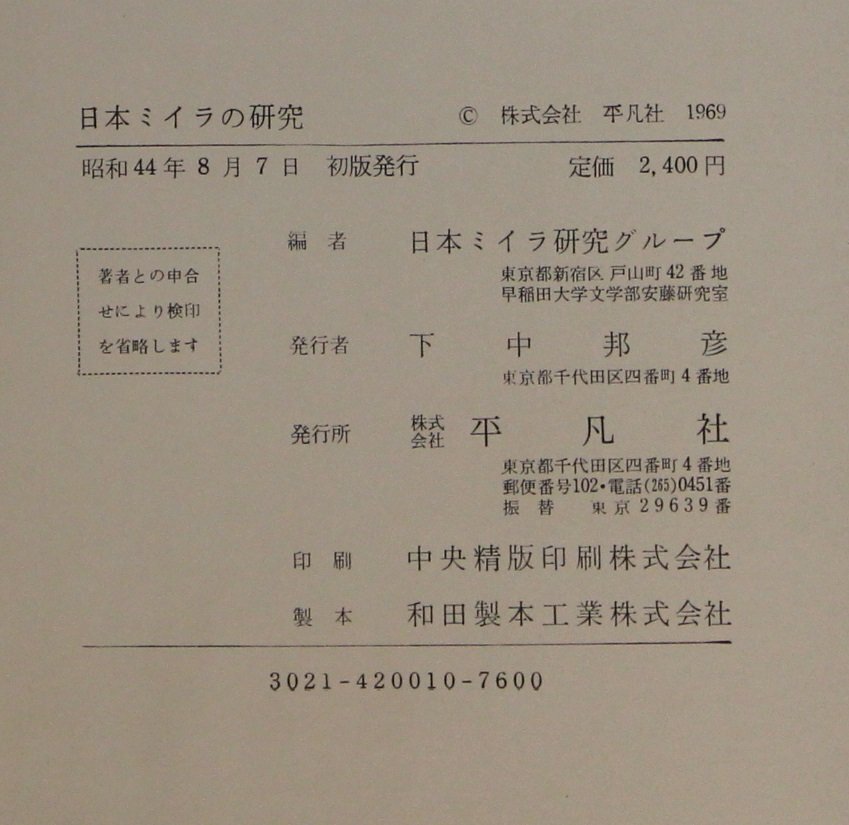 日本ミイラの研究 © 株式会社 平凡社 1969
昭和44年8月7日 初版発行 定価 2,400円
著者との申合
せにより検印
を省略します
編者 日本ミイラ研究グループ
東京都新宿区戸山町42番地
早稲田大学文学部安藤研究室
発行者 下中邦彦
東京都千代田区四番町4番地
発行所 株式会社 平凡社
東京都千代田区四番町4番地
郵便番号102・電話(265)0451番
振替 東京29639番
印刷 中央精版印刷株式会社
製本 和田製本工業株式会社
3021-420010-7600